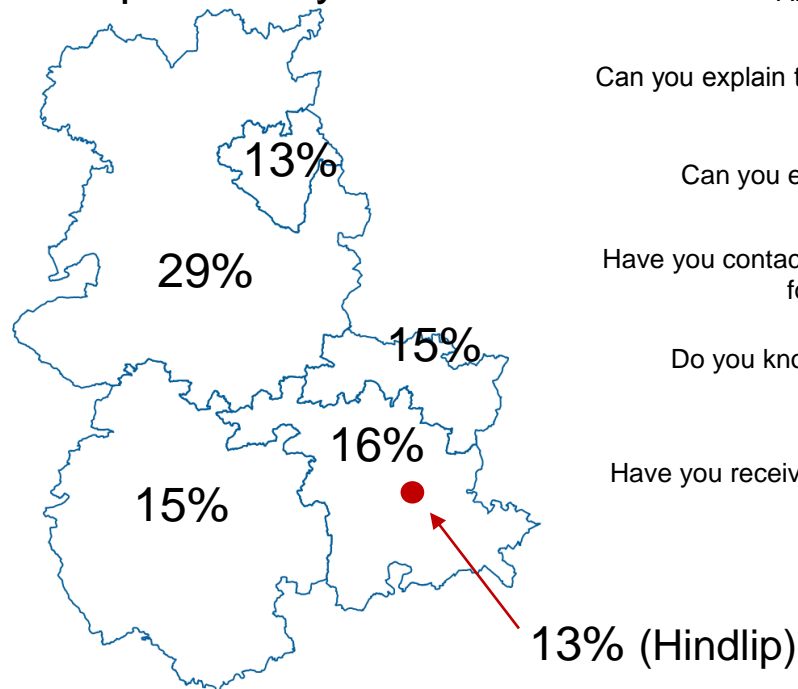 Can you explain t
13%
Can you e
29%
Have you contac
fo
15%
Do you kno
16%
Have you receiv
15%
13% (Hindlip)